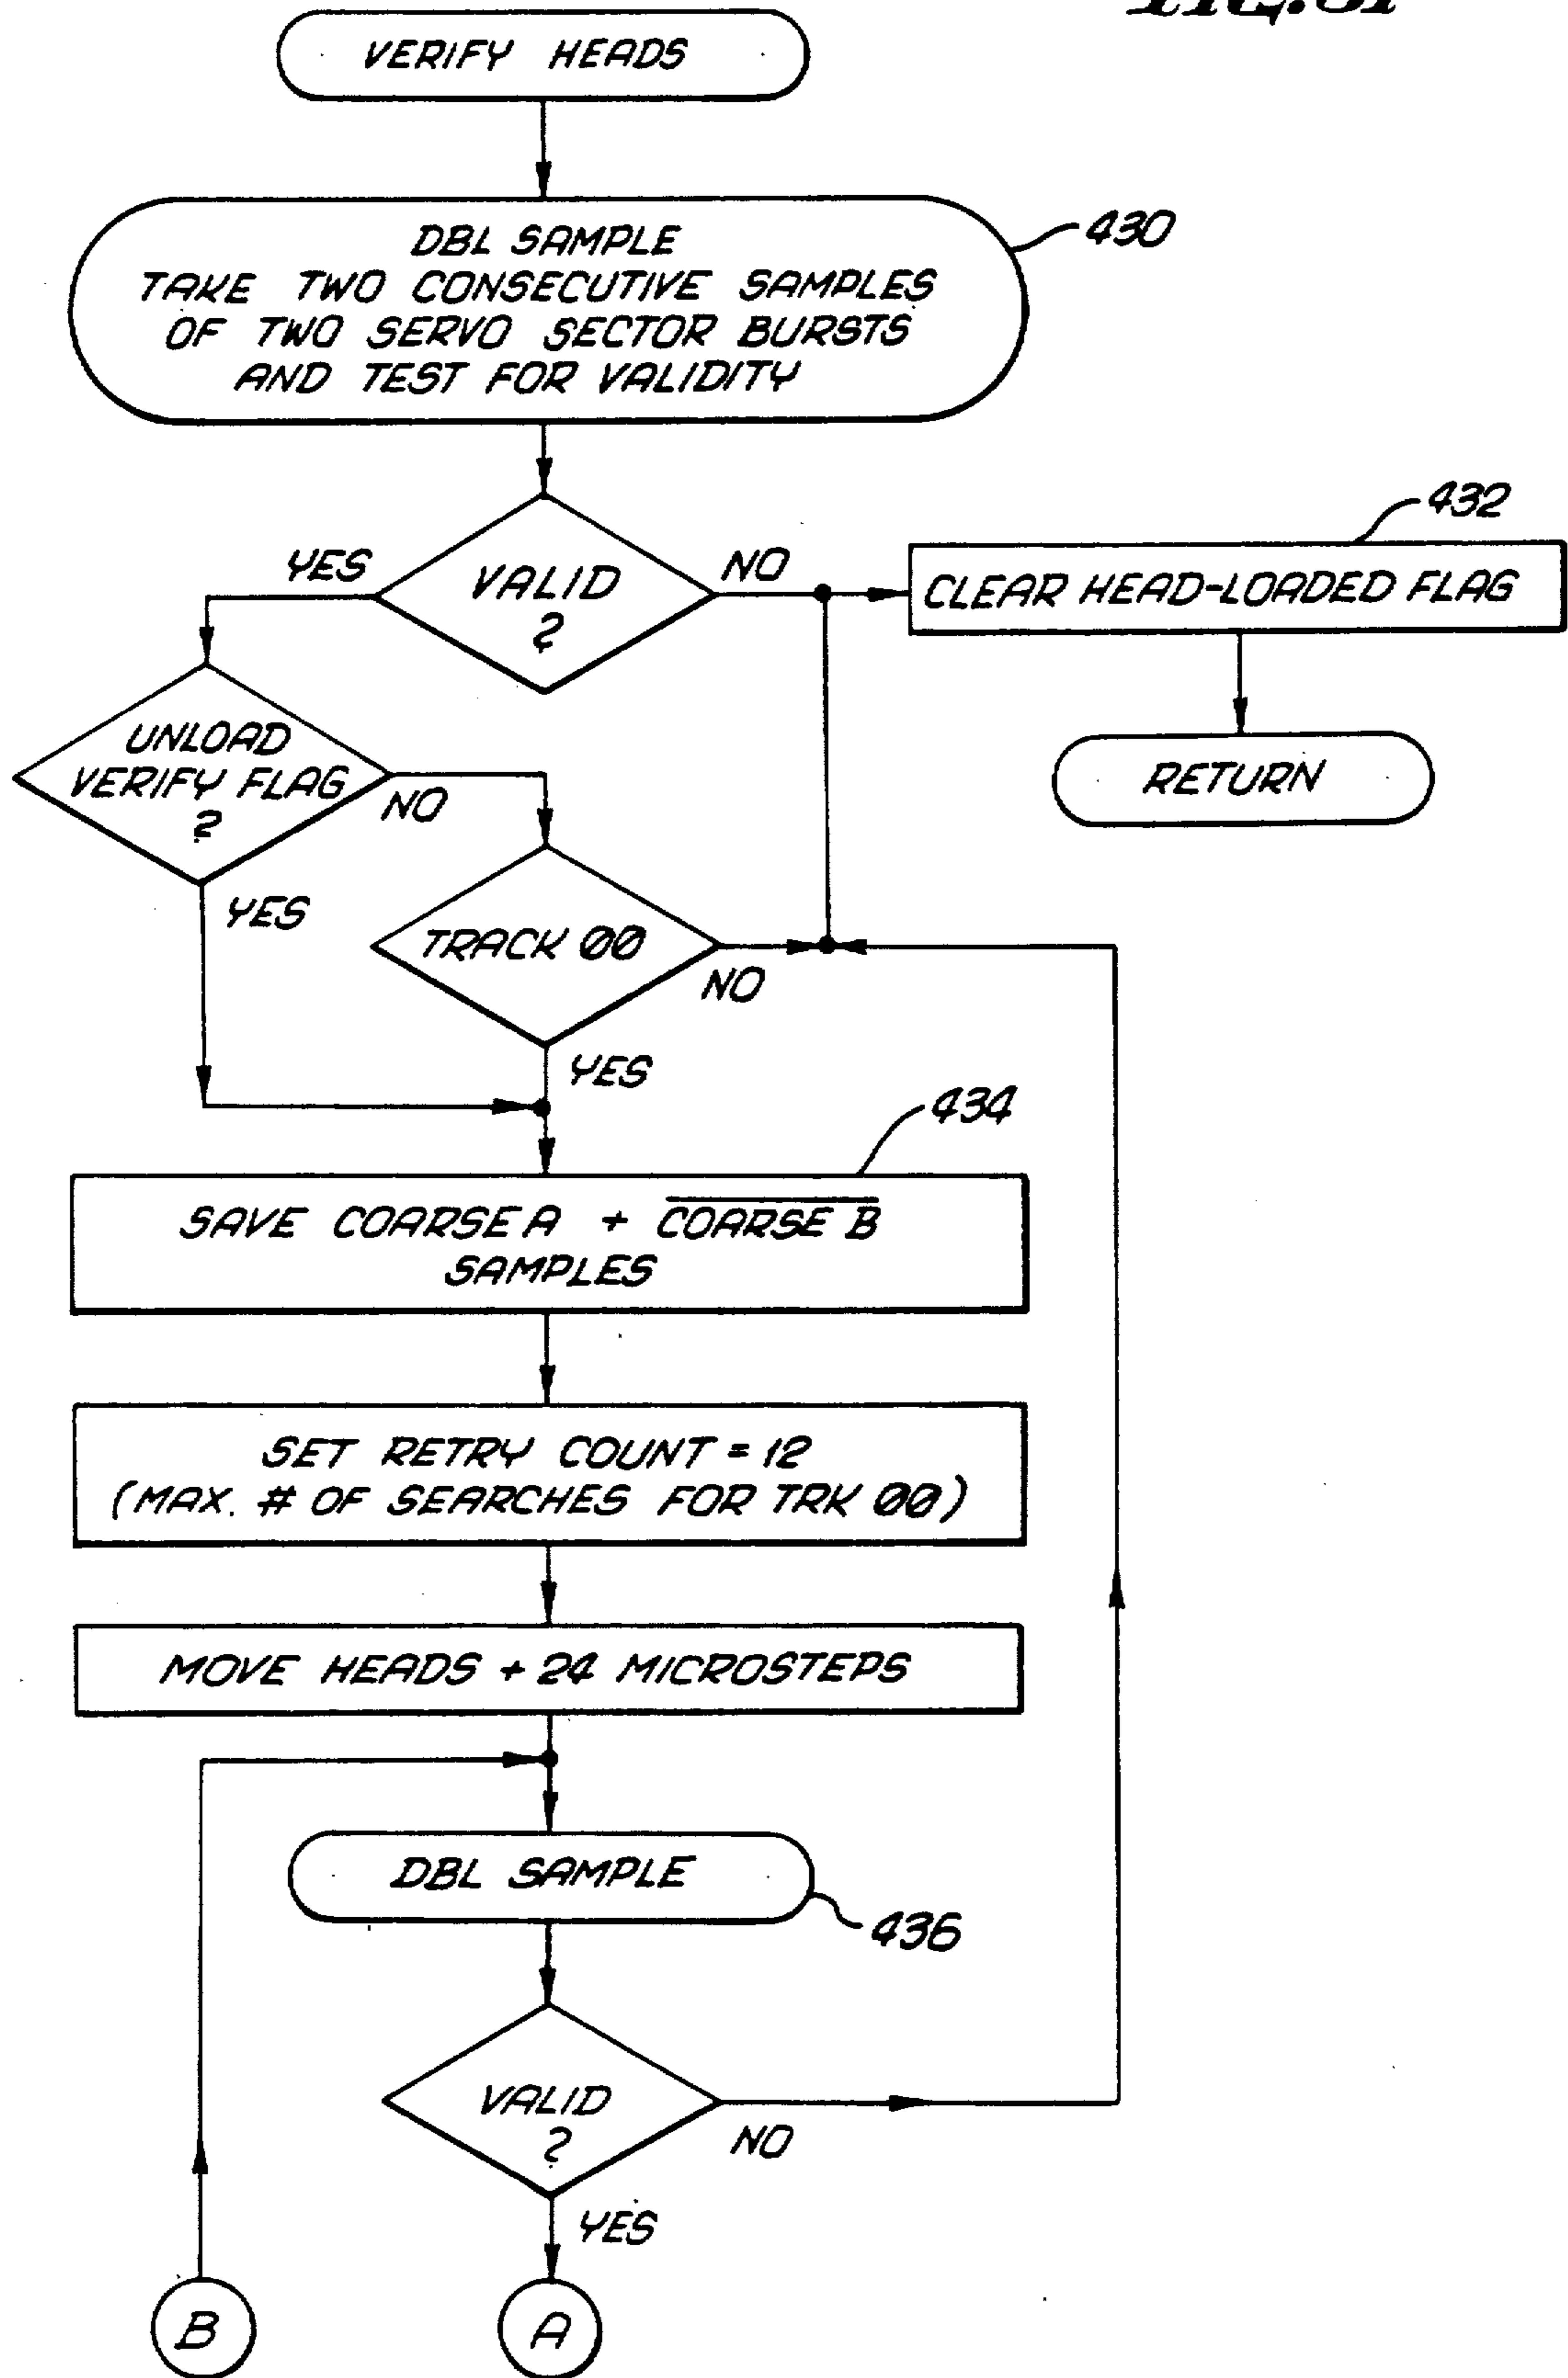 VERIFY HEADS
DBL SAMPLE
TAKE TWO CONSECUTIVE SAMPLES
OF TWO SERVO SECTOR BURSTS
AND TEST FOR VALIDITY
430
VALID
?
YES
NO
432
CLEAR HEAD-LOADED FLAG
RETURN
UNLOAD
VERIFY FLAG
?
NO
YES
TRACK 00
NO
YES
434
SAVE COARSE A + COARSE B
SAMPLES
SET RETRY COUNT = 12
(MAX. # OF SEARCHES FOR TRK 00)
MOVE HEADS + 24 MICROSTEPS
DBL SAMPLE
436
VALID
?
NO
YES
B
A